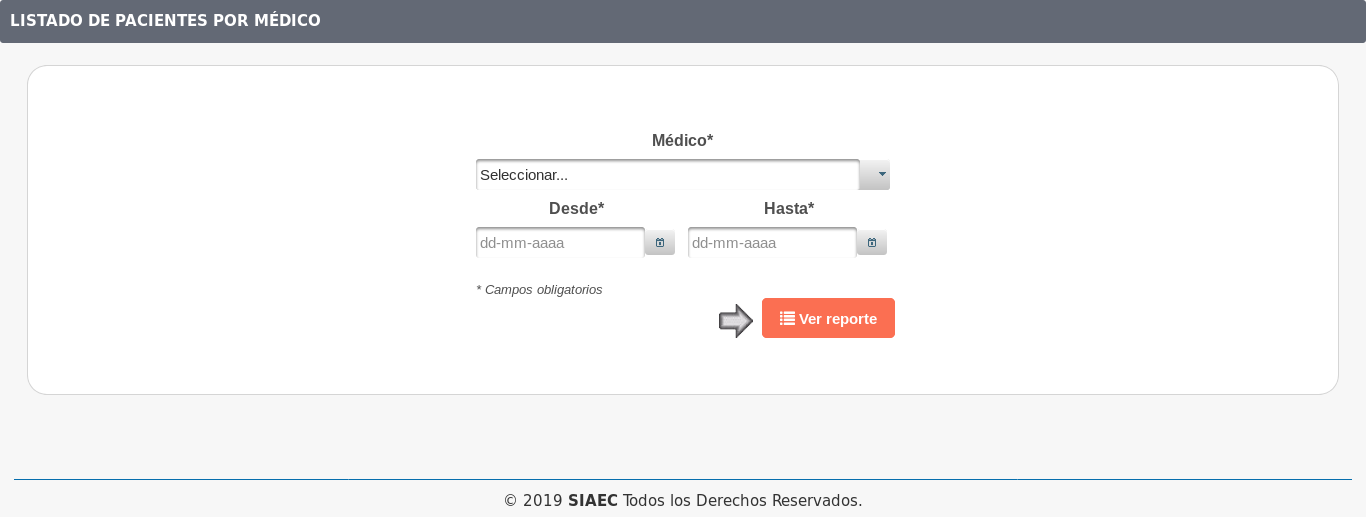 LISTADO DE PACIENTES POR MÉDICO
Médico*
Seleccionar...
Desde* Hasta*
dd-mm-aaaa dd-mm-aaaa
* Campos obligatorios
Ver reporte
© 2019 SIAEC Todos los Derechos Reservados.